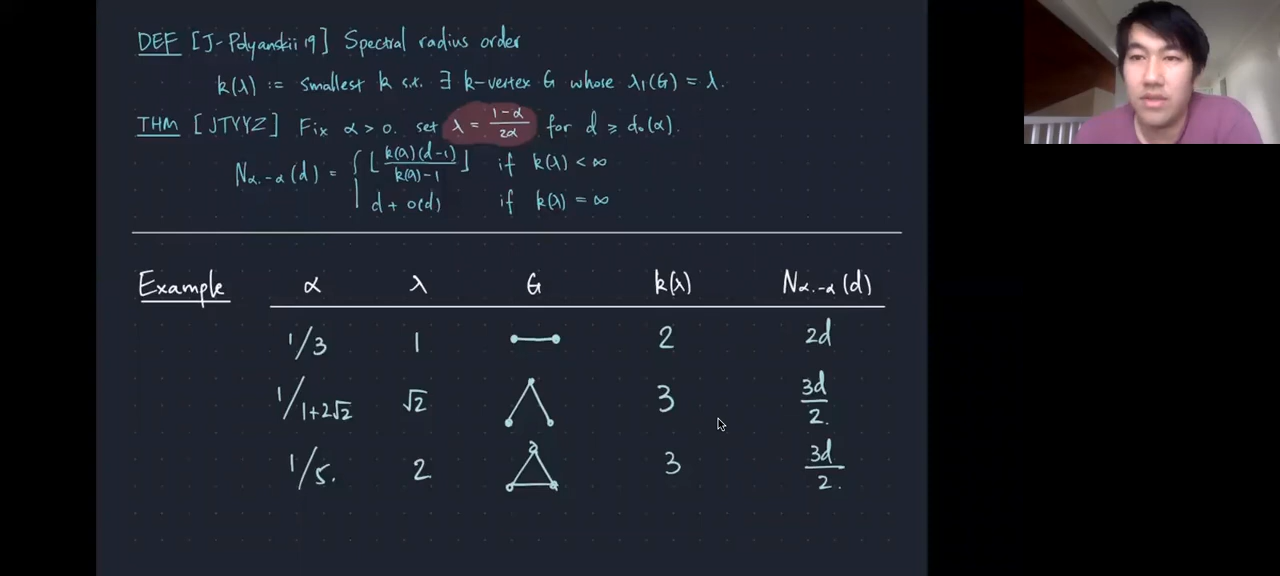 DEF [J-Polyanskii 19] Spectral radius order
k(λ) := smallest k s.t. ∃ k-vertex G whose λ₁(G) = λ.
THM [JTYYZ] Fix α > 0. set λ = (1-α)/(2α) for d ≥ d₀(α).
N_{α,-α}(d) = { ⌊k(λ)(d-1)/(k(λ)-1)⌋ if k(λ) < ∞
d + o(d) if k(λ) = ∞
Example α λ G k(λ) N_{α,-α}(d)
1/3 1 2 2d
1/1+2√2 √2 3 3d/2.
1/5. 2 3 3d/2.